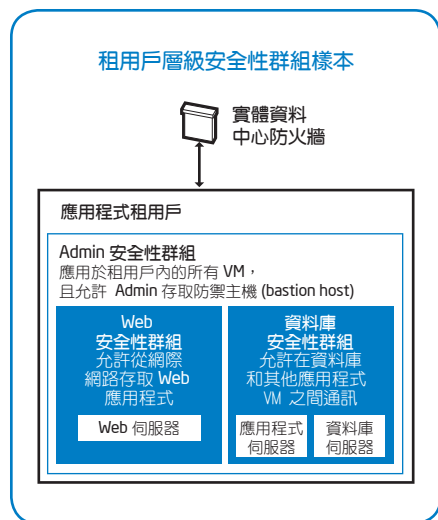 租用戶層級安全性群組樣本
實體資料
中心防火牆
應用程式租用戶
Admin 安全性群組
應用於租用戶內的所有 VM，
且允許 Admin 存取防禦主機 (bastion host)
Web
安全性群組
允許從網際
網路存取 Web
應用程式
Web 伺服器
資料庫
安全性群組
允許在資料庫
和其他應用程式
VM 之間通訊
應用程式
伺服器
資料庫
伺服器